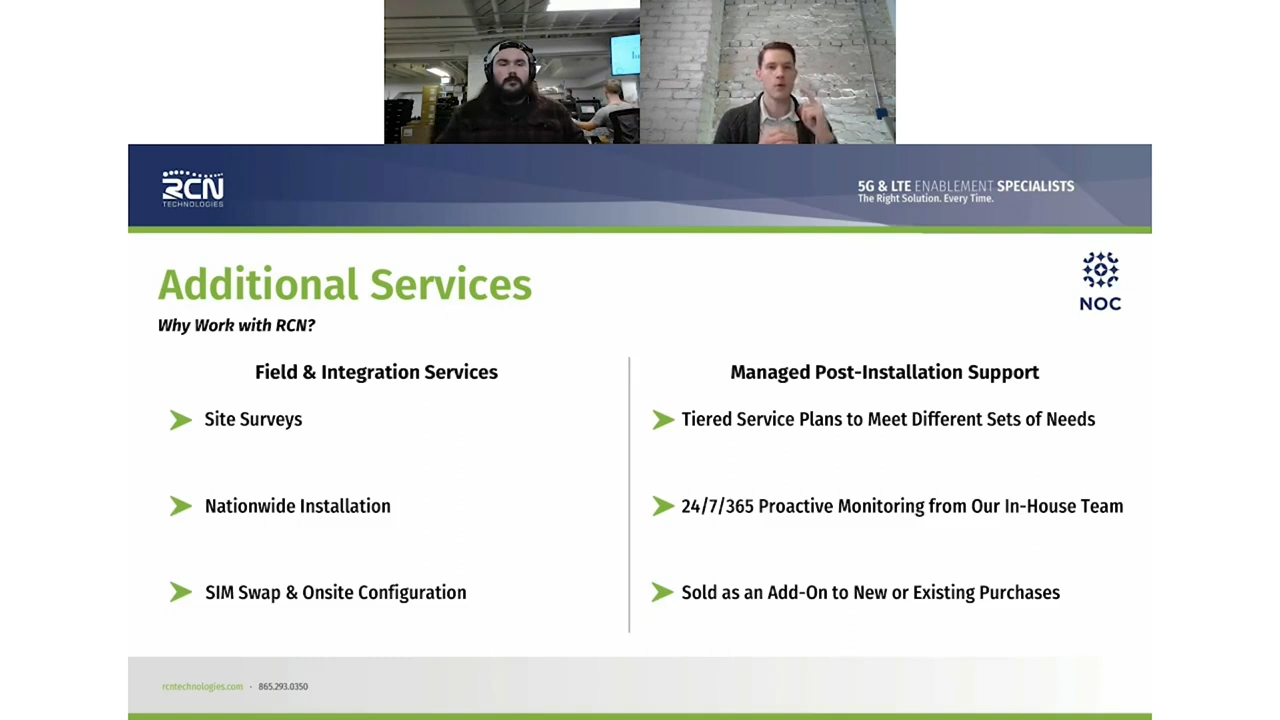 RCN
TECHNOLOGIES
5G & LTE ENABLEMENT SPECIALISTS
The Right Solution. Every Time.
Additional Services
NOC
Why Work with RCN?
Field & Integration Services
Site Surveys
Nationwide Installation
SIM Swap & Onsite Configuration
Managed Post-Installation Support
Tiered Service Plans to Meet Different Sets of Needs
24/7/365 Proactive Monitoring from Our In-House Team
Sold as an Add-On to New or Existing Purchases
rcntechnologies.com · 865.293.0350